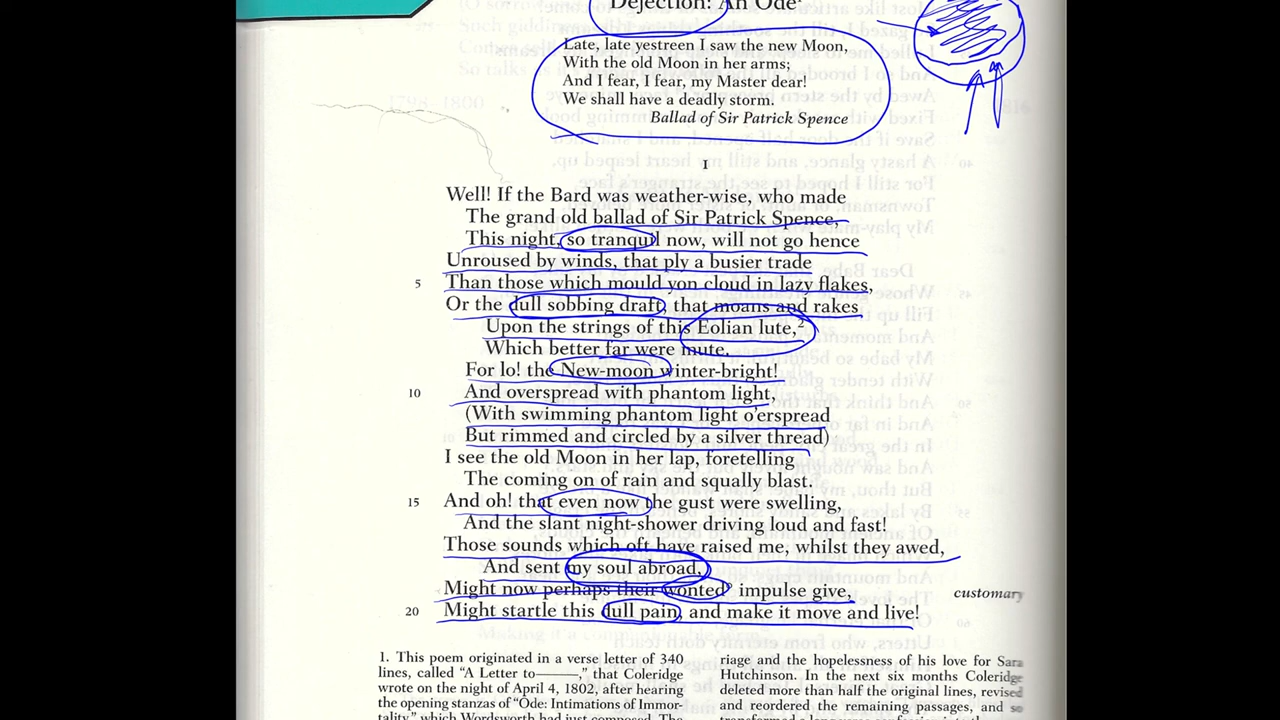 Dejection: An Ode¹
Late, late yestreen I saw the new Moon,
With the old Moon in her arms;
And I fear, I fear, my Master dear!
We shall have a deadly storm.
Ballad of Sir Patrick Spence
I
Well! If the Bard was weather-wise, who made
The grand old ballad of Sir Patrick Spence,
This night, so tranquil now, will not go hence
Unroused by winds, that ply a busier trade
5 Than those which mould yon cloud in lazy flakes,
Or the dull sobbing draft, that moans and rakes
Upon the strings of this Eolian lute,²
Which better far were mute.
For lo! the New-moon winter-bright!
10 And overspread with phantom light,
(With swimming phantom light o'erspread
But rimmed and circled by a silver thread)
I see the old Moon in her lap, foretelling
The coming on of rain and squally blast.
15 And oh! that even now the gust were swelling,
And the slant night-shower driving loud and fast!
Those sounds which oft have raised me, whilst they awed,
And sent my soul abroad,
Might now perhaps their wonted° impulse give, customary
20 Might startle this dull pain, and make it move and live!
1. This poem originated in a verse letter of 340
lines, called "A Letter to———," that Coleridge
wrote on the night of April 4, 1802, after hearing
the opening stanzas of "Ode: Intimations of Immor-
tality," which Wordsworth had just composed. The
riage and the hopelessness of his love for Sara
Hutchinson. In the next six months Coleridge
deleted more than half the original lines, revised
and reordered the remaining passages, and so